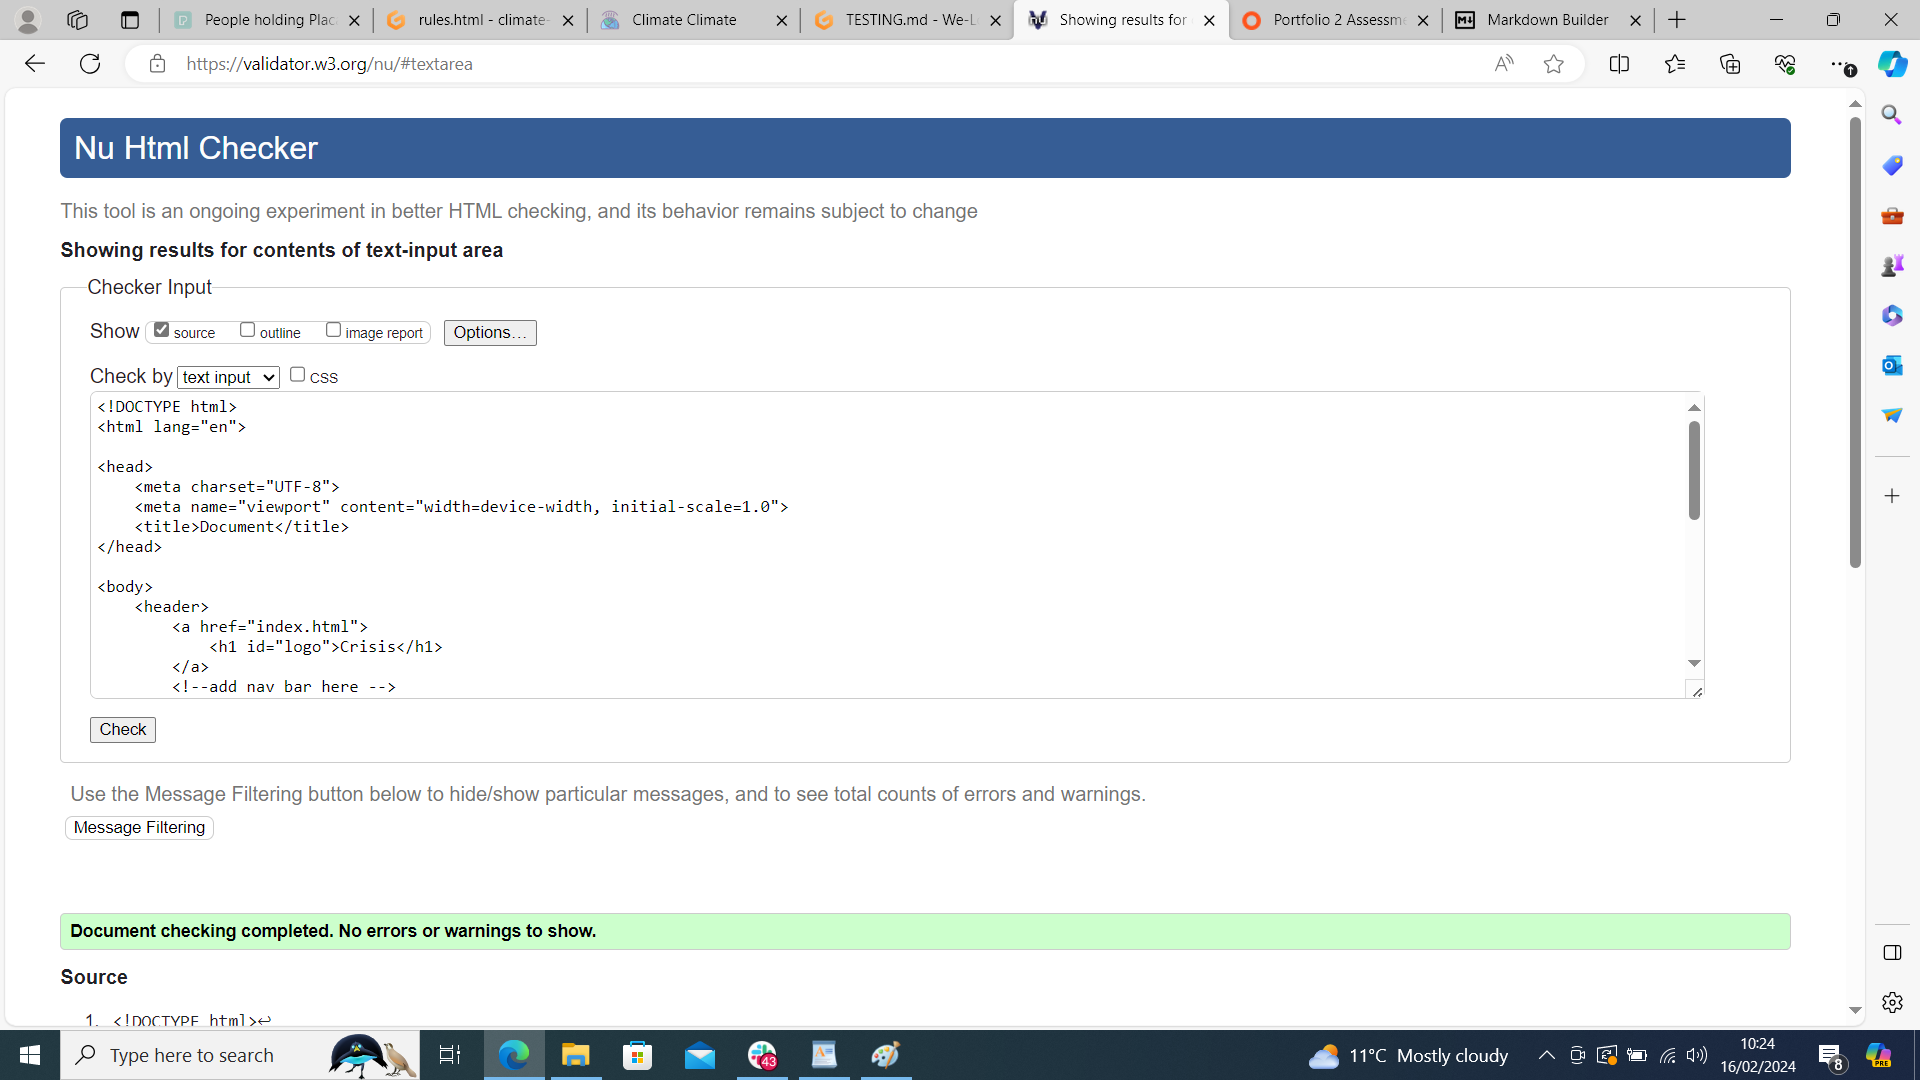 People holding Plac
rules.html - climate-
Climate Climate
TESTING.md - We-L
Showing results for
Portfolio 2 Assessme
Markdown Builder
https://validator.w3.org/nu/#textarea
Nu Html Checker
This tool is an ongoing experiment in better HTML checking, and its behavior remains subject to change
Showing results for contents of text-input area
Checker Input
Show source outline image report Options...
Check by text input CSS
<!DOCTYPE html>
<html lang="en">
<head>
<meta charset="UTF-8">
<meta name="viewport" content="width=device-width, initial-scale=1.0">
<title>Document</title>
</head>
<body>
<header>
<a href="index.html">
<h1 id="logo">Crisis</h1>
</a>
<!--add nav bar here -->
Check
Use the Message Filtering button below to hide/show particular messages, and to see total counts of errors and warnings.
Message Filtering
Document checking completed. No errors or warnings to show.
Source
1. <!DOCTYPE html>↩
Type here to search
43
11°C Mostly cloudy
10:24
16/02/2024
8
PRE